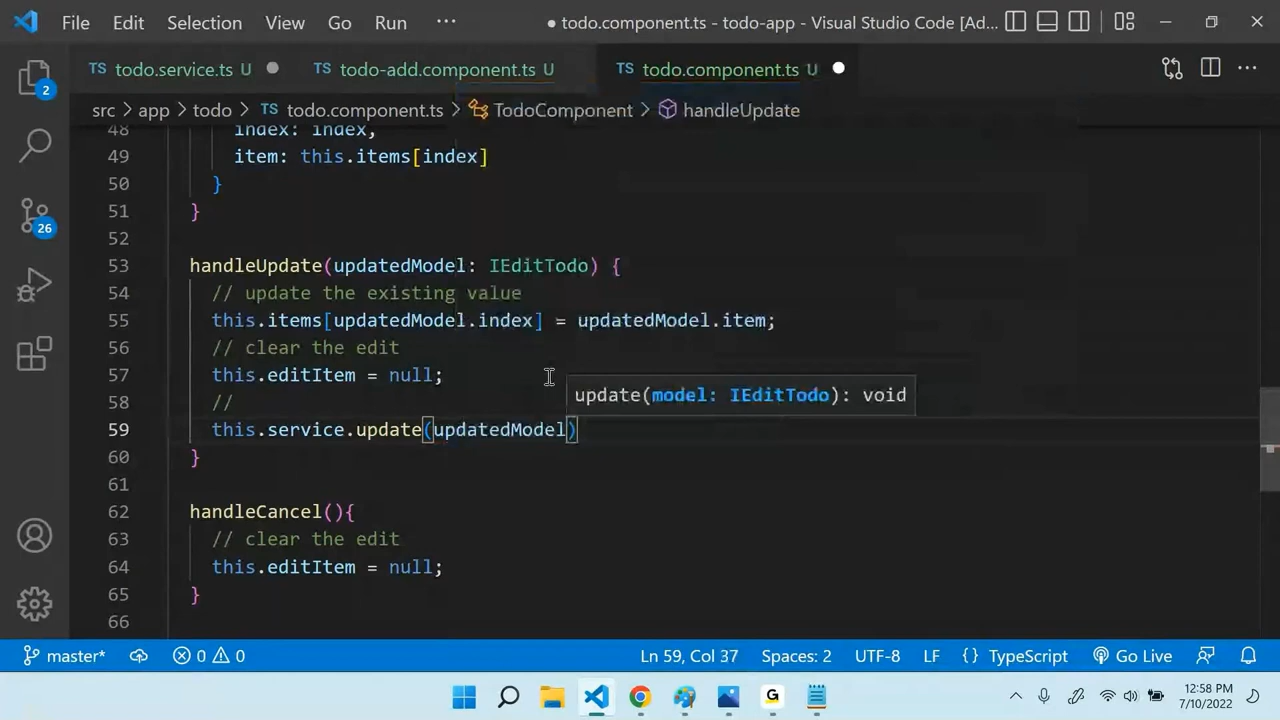 File Edit Selection View Go Run ··· ● todo.component.ts - todo-app - Visual Studio Code [Ad...
TS todo.service.ts U ● TS todo-add.component.ts U TS todo.component.ts U ●
src > app > todo > TS todo.component.ts > TodoComponent > handleUpdate
48 index: index,
49 item: this.items[index]
50 }
51 }
52
53 handleUpdate(updatedModel: IEditTodo) {
54 // update the existing value
55 this.items[updatedModel.index] = updatedModel.item;
56 // clear the edit
57 this.editItem = null;
update(model: IEditTodo): void
58 //
59 this.service.update(updatedModel)
60 }
61
62 handleCancel(){
63 // clear the edit
64 this.editItem = null;
65 }
66
2
26
master* 0 0 Ln 59, Col 37 Spaces: 2 UTF-8 LF {} TypeScript Go Live
G 12:58 PM
7/10/2022